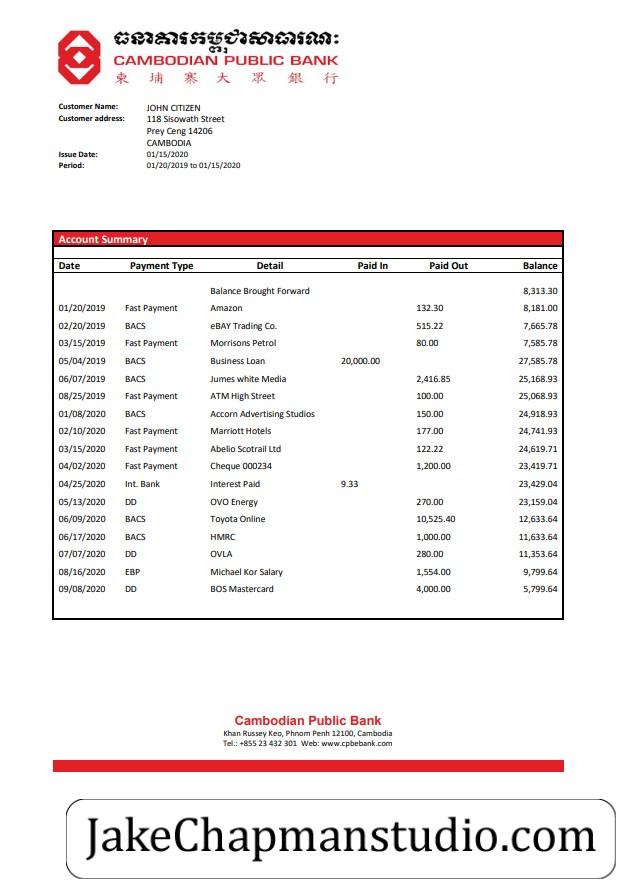 ធនាគារកម្ពុជាសាធារណៈ
CAMBODIAN PUBLIC BANK
柬 埔 寨 大 眾 銀 行
Customer Name: JOHN CITIZEN
Customer address: 118 Sisowath Street
Prey Ceng 14206
CAMBODIA
Issue Date: 01/15/2020
Period: 01/20/2019 to 01/15/2020
Account Summary
Date Payment Type Detail Paid In Paid Out Balance
Balance Brought Forward 8,313.30
01/20/2019 Fast Payment Amazon 132.30 8,181.00
02/20/2019 BACS eBAY Trading Co. 515.22 7,665.78
03/15/2019 Fast Payment Morrisons Petrol 80.00 7,585.78
05/04/2019 BACS Business Loan 20,000.00 27,585.78
06/07/2019 BACS Jumes white Media 2,416.85 25,168.93
08/25/2019 Fast Payment ATM High Street 100.00 25,068.93
01/08/2020 BACS Accorn Advertising Studios 150.00 24,918.93
02/10/2020 Fast Payment Marriott Hotels 177.00 24,741.93
03/15/2020 Fast Payment Abelio Scotrail Ltd 122.22 24,619.71
04/02/2020 Fast Payment Cheque 000234 1,200.00 23,419.71
04/25/2020 Int. Bank Interest Paid 9.33 23,429.04
05/13/2020 DD OVO Energy 270.00 23,159.04
06/09/2020 BACS Toyota Online 10,525.40 12,633.64
06/17/2020 BACS HMRC 1,000.00 11,633.64
07/07/2020 DD OVLA 280.00 11,353.64
08/16/2020 EBP Michael Kor Salary 1,554.00 9,799.64
09/08/2020 DD BOS Mastercard 4,000.00 5,799.64
Cambodian Public Bank
Khan Russey Keo, Phnom Penh 12100, Cambodia
Tel.: +855 23 432 301 Web: www.cpbebank.com
JakeChapmanstudio.com